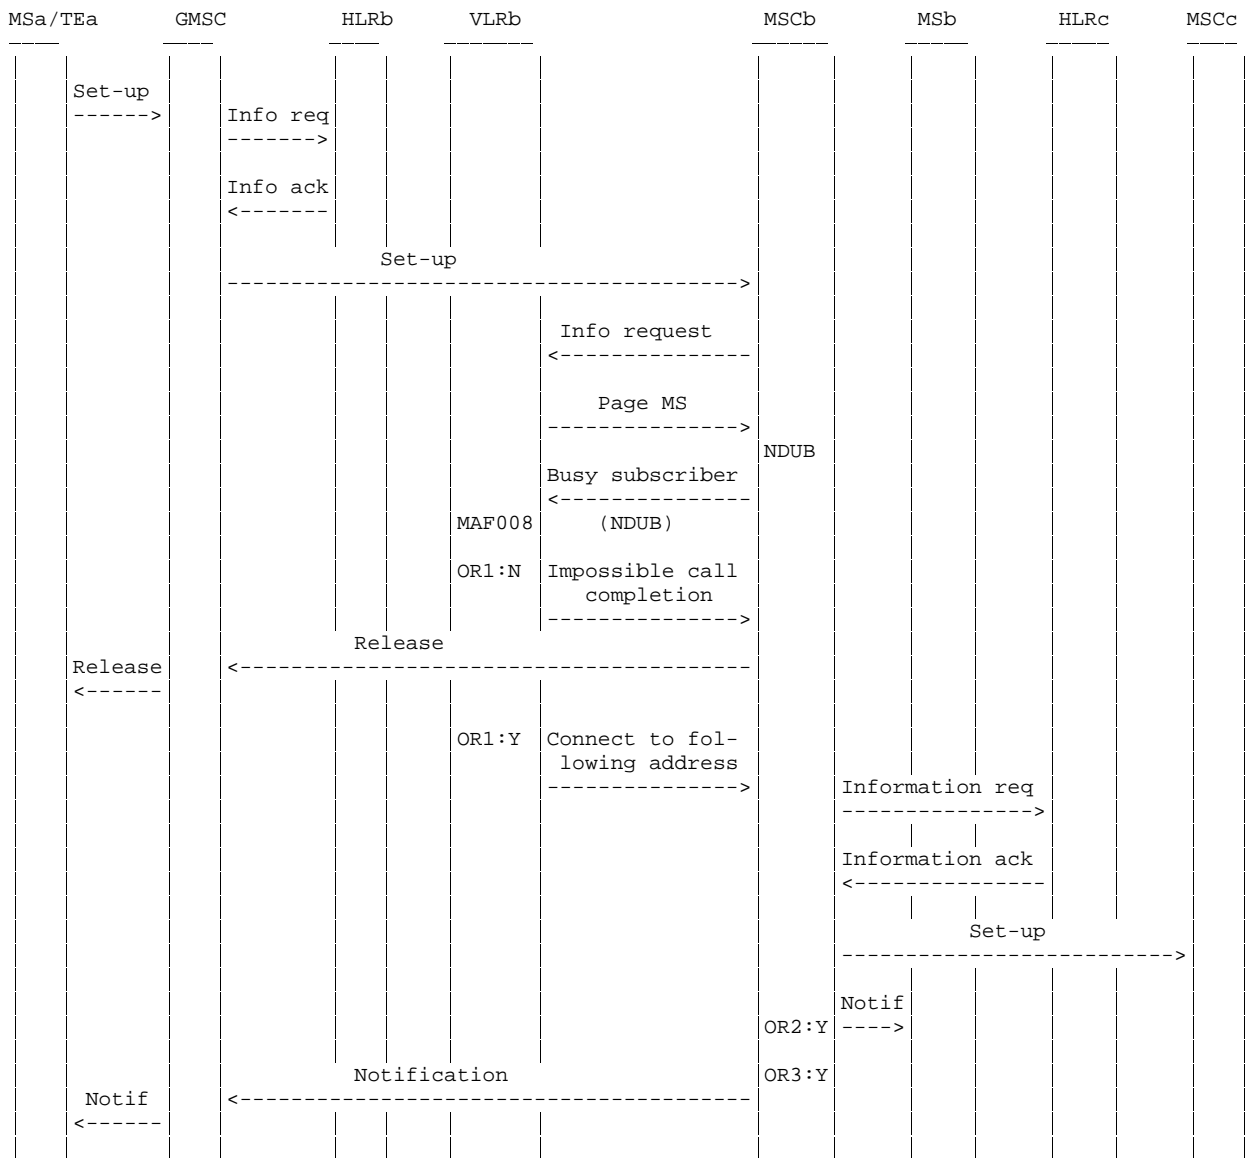 MSa/TEa GMSC HLRb VLRb MSCb MSb HLRc MSCc
Set-up
------> Info req
------->
Info ack
<-------
Set-up
---------------------------------------->
Info request
<---------------
Page MS
--------------->
NDUB
Busy subscriber
<---------------
MAF008 (NDUB)
OR1:N Impossible call
completion
--------------->
Release
Release <----------------------------------------
<------
OR1:Y Connect to fol-
lowing address
---------------> Information req
--------------->
Information ack
<---------------
Set-up
-------------------------->
Notif
OR2:Y ---->
Notification OR3:Y
Notif <----------------------------------------
<------